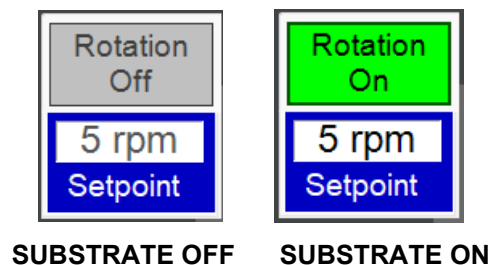 Rotation
Off
5 rpm
Setpoint
Rotation
On
5 rpm
Setpoint
SUBSTRATE OFF
SUBSTRATE ON